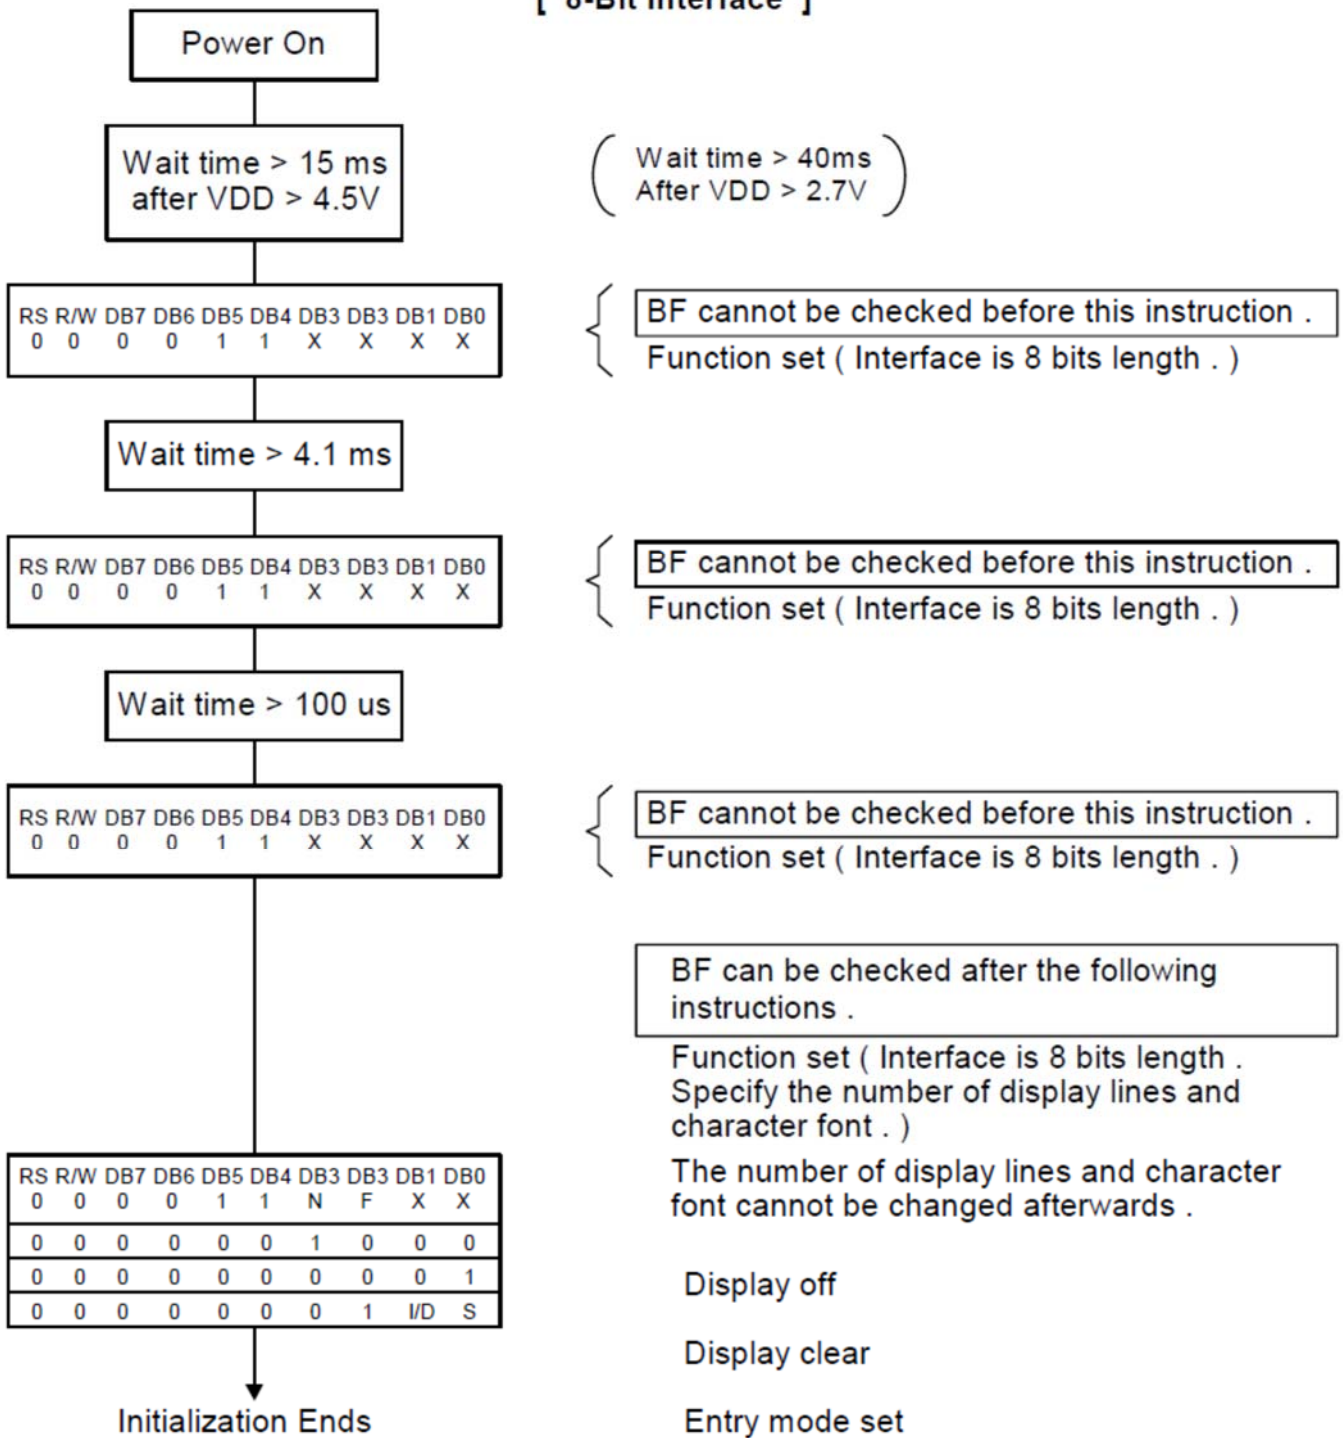 [ 8-Bit Interface ]
Power On
Wait time > 15 ms
after VDD > 4.5V
Wait time > 40ms
After VDD > 2.7V
RS R/W DB7 DB6 DB5 DB4 DB3 DB3 DB1 DB0
0 0 0 0 1 1 X X X X
BF cannot be checked before this instruction .
Function set ( Interface is 8 bits length . )
Wait time > 4.1 ms
RS R/W DB7 DB6 DB5 DB4 DB3 DB3 DB1 DB0
0 0 0 0 1 1 X X X X
BF cannot be checked before this instruction .
Function set ( Interface is 8 bits length . )
Wait time > 100 us
RS R/W DB7 DB6 DB5 DB4 DB3 DB3 DB1 DB0
0 0 0 0 1 1 X X X X
BF cannot be checked before this instruction .
Function set ( Interface is 8 bits length . )
BF can be checked after the following
instructions .
Function set ( Interface is 8 bits length .
Specify the number of display lines and
character font . )
The number of display lines and character
font cannot be changed afterwards .
RS R/W DB7 DB6 DB5 DB4 DB3 DB3 DB1 DB0
0 0 0 0 1 1 N F X X
0 0 0 0 0 0 1 0 0 0
0 0 0 0 0 0 0 0 0 1
0 0 0 0 0 0 0 1 I/D S
Display off
Display clear
Initialization Ends
Entry mode set